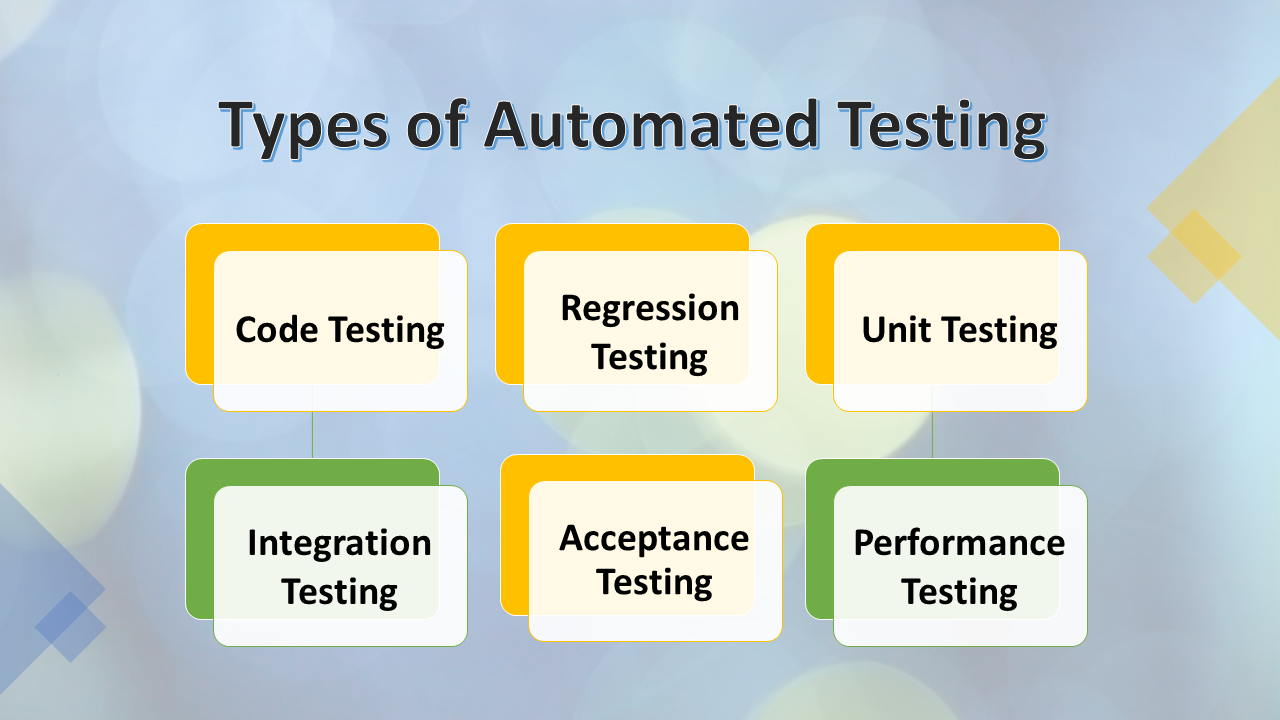 Types of Automated Testing
Code Testing
Regression
Testing
Unit Testing
Integration
Testing
Acceptance
Testing
Performance
Testing